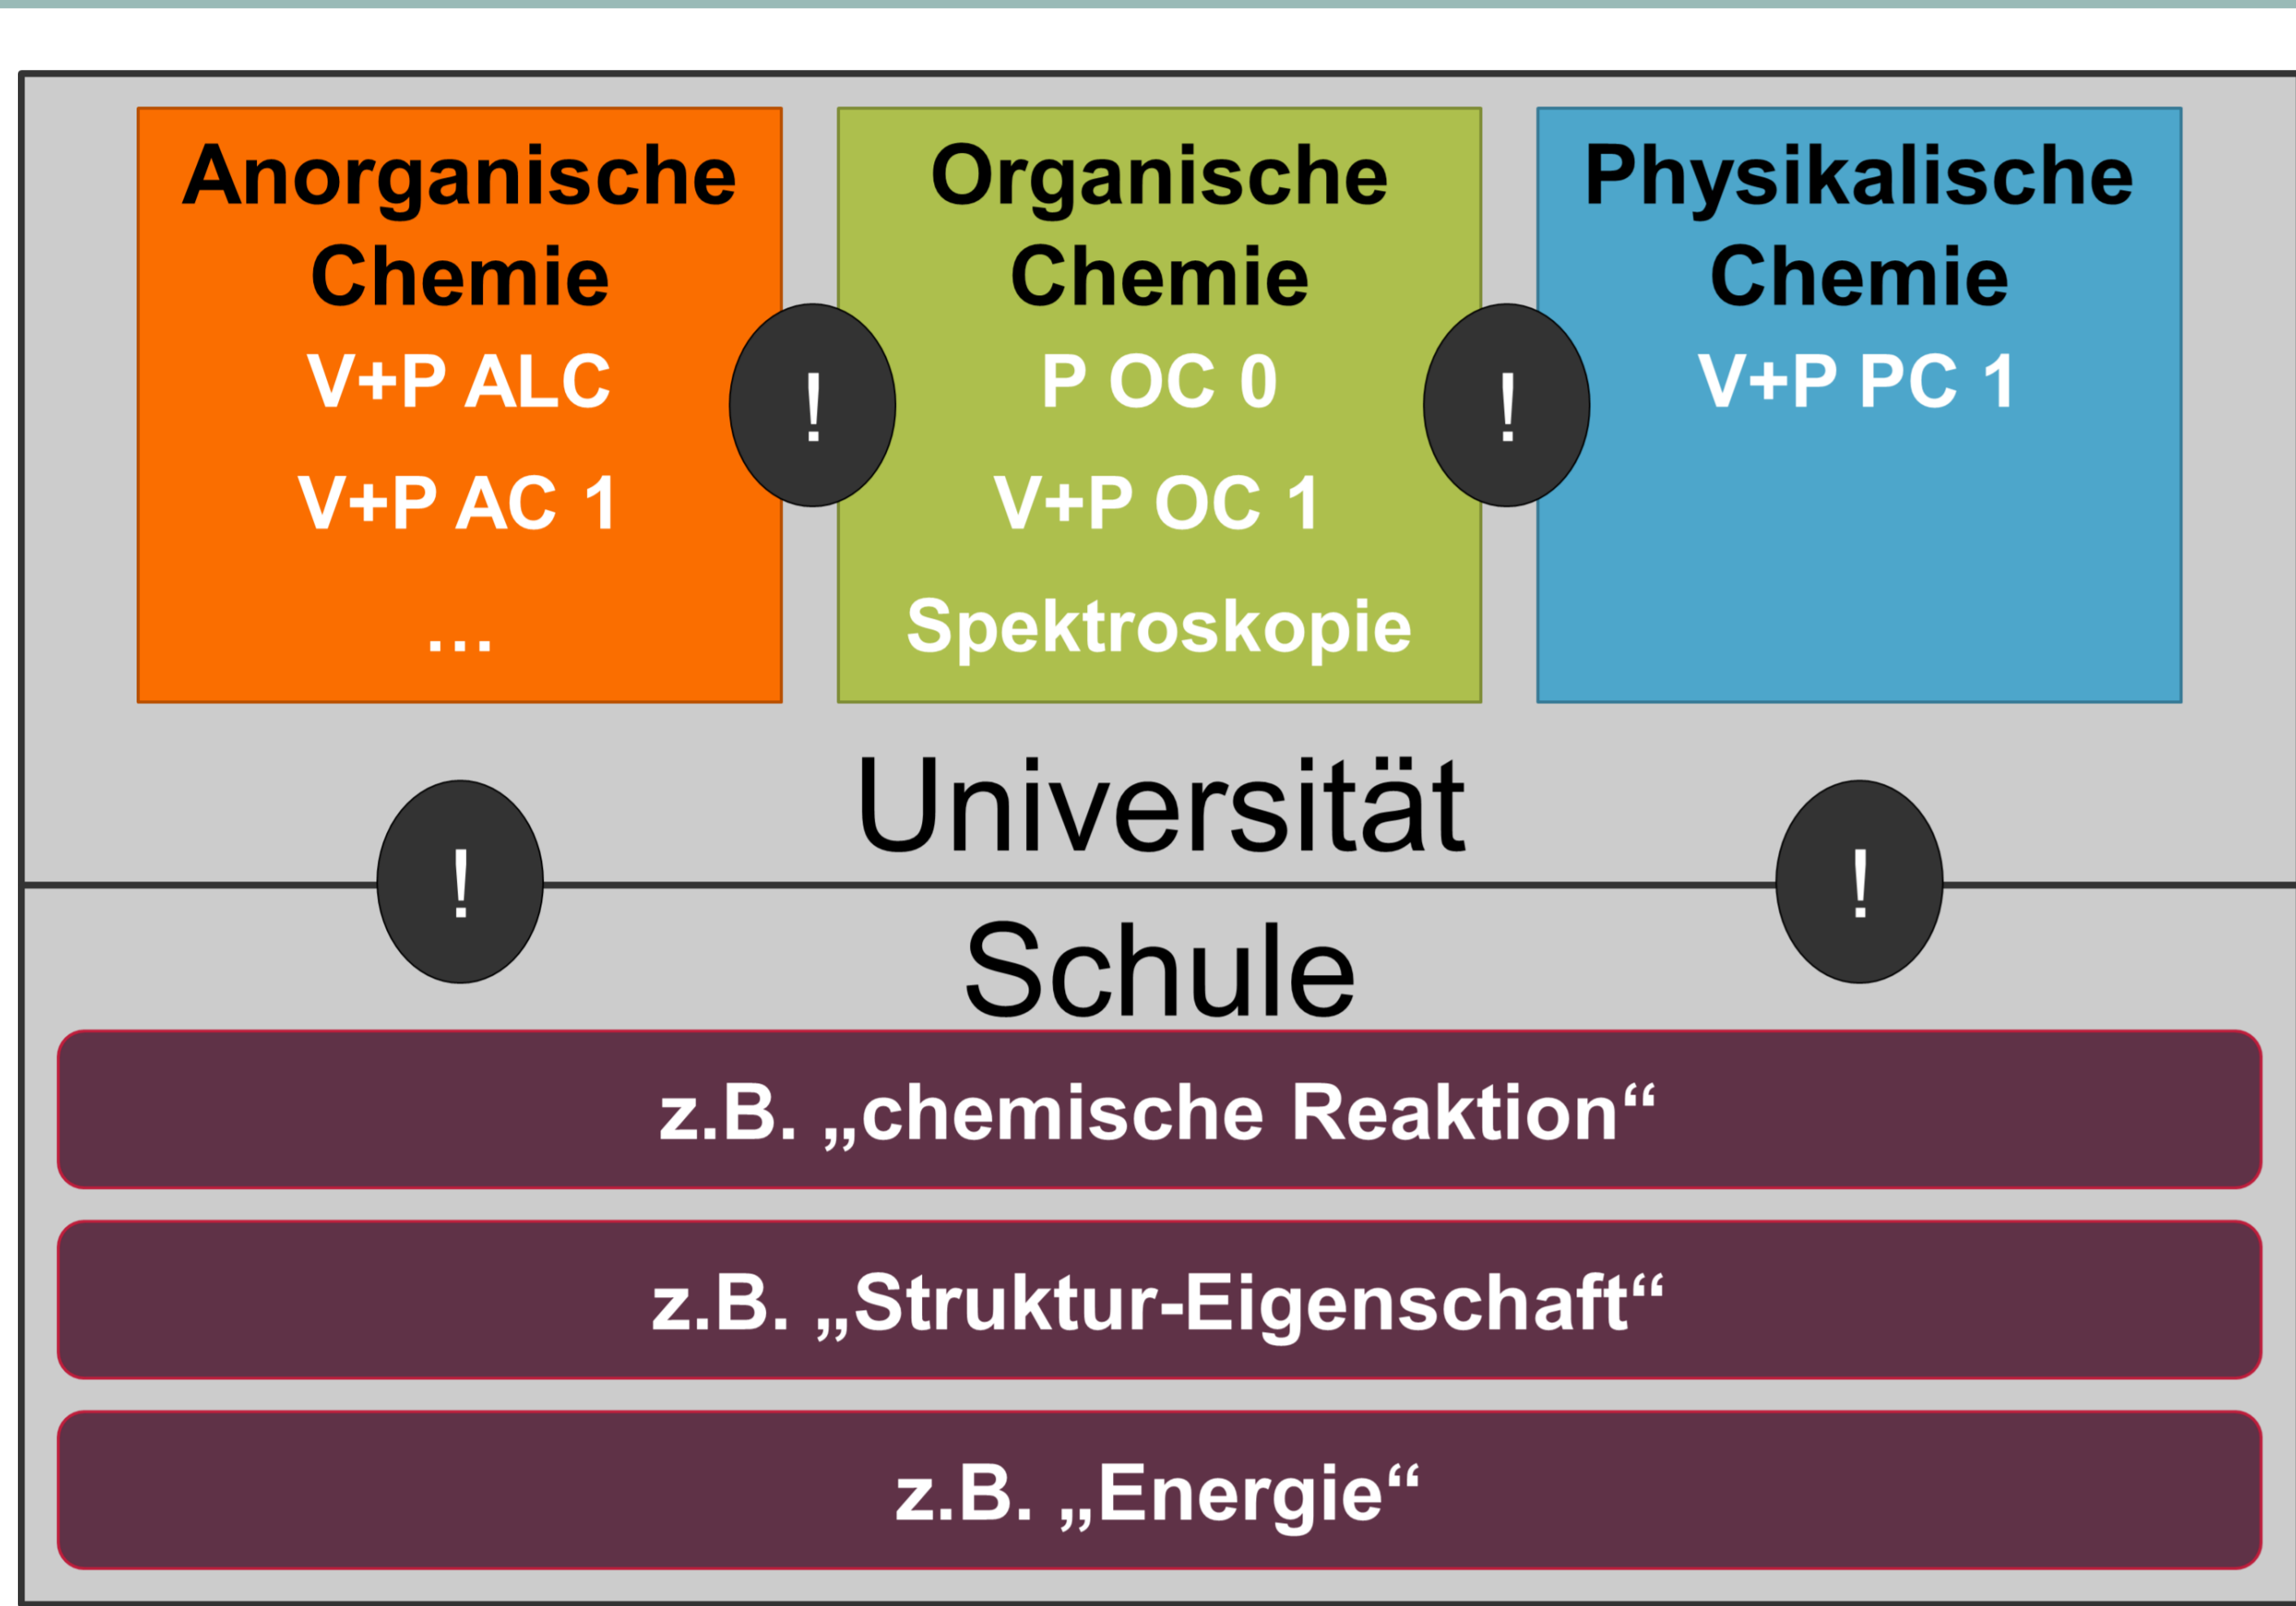 Anorganische
Chemie
V+P ALC
V+P AC 1
...
!
Organische
Chemie
P OC 0
V+P OC 1
Spektroskopie
!
Physikalische
Chemie
V+P PC 1
Universität
!
!
Schule
z.B. „chemische Reaktion“
z.B. „Struktur-Eigenschaft“
z.B. „Energie“